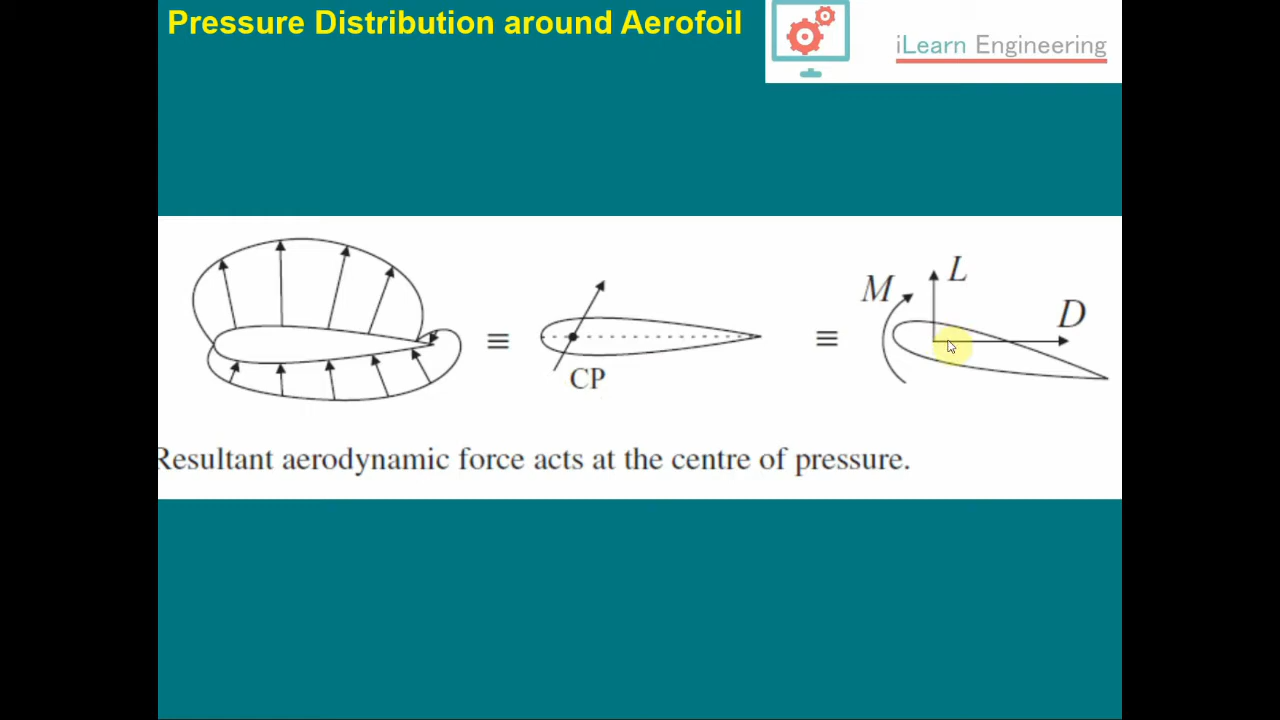 Pressure Distribution around Aerofoil
iLearn Engineering
M
L
D
≡
≡
CP
Resultant aerodynamic force acts at the centre of pressure.